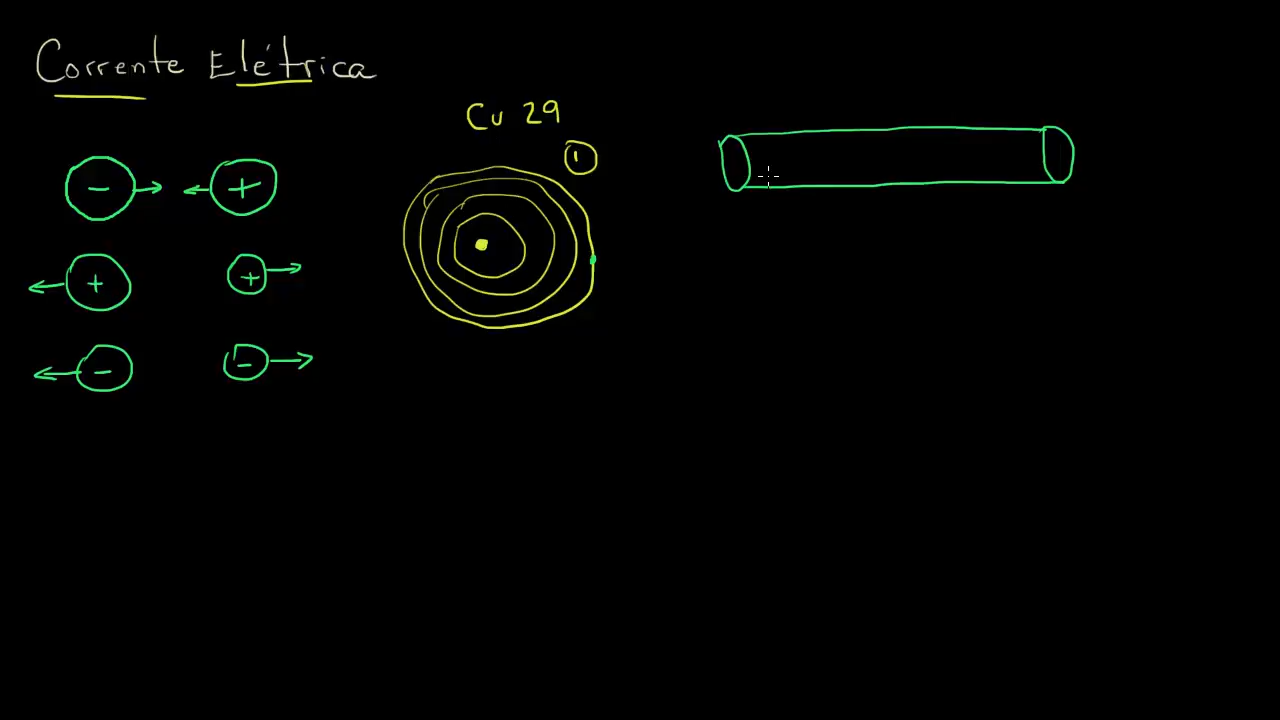 Corrente Elétrica
Cu 29
1
- +
+ +
- -